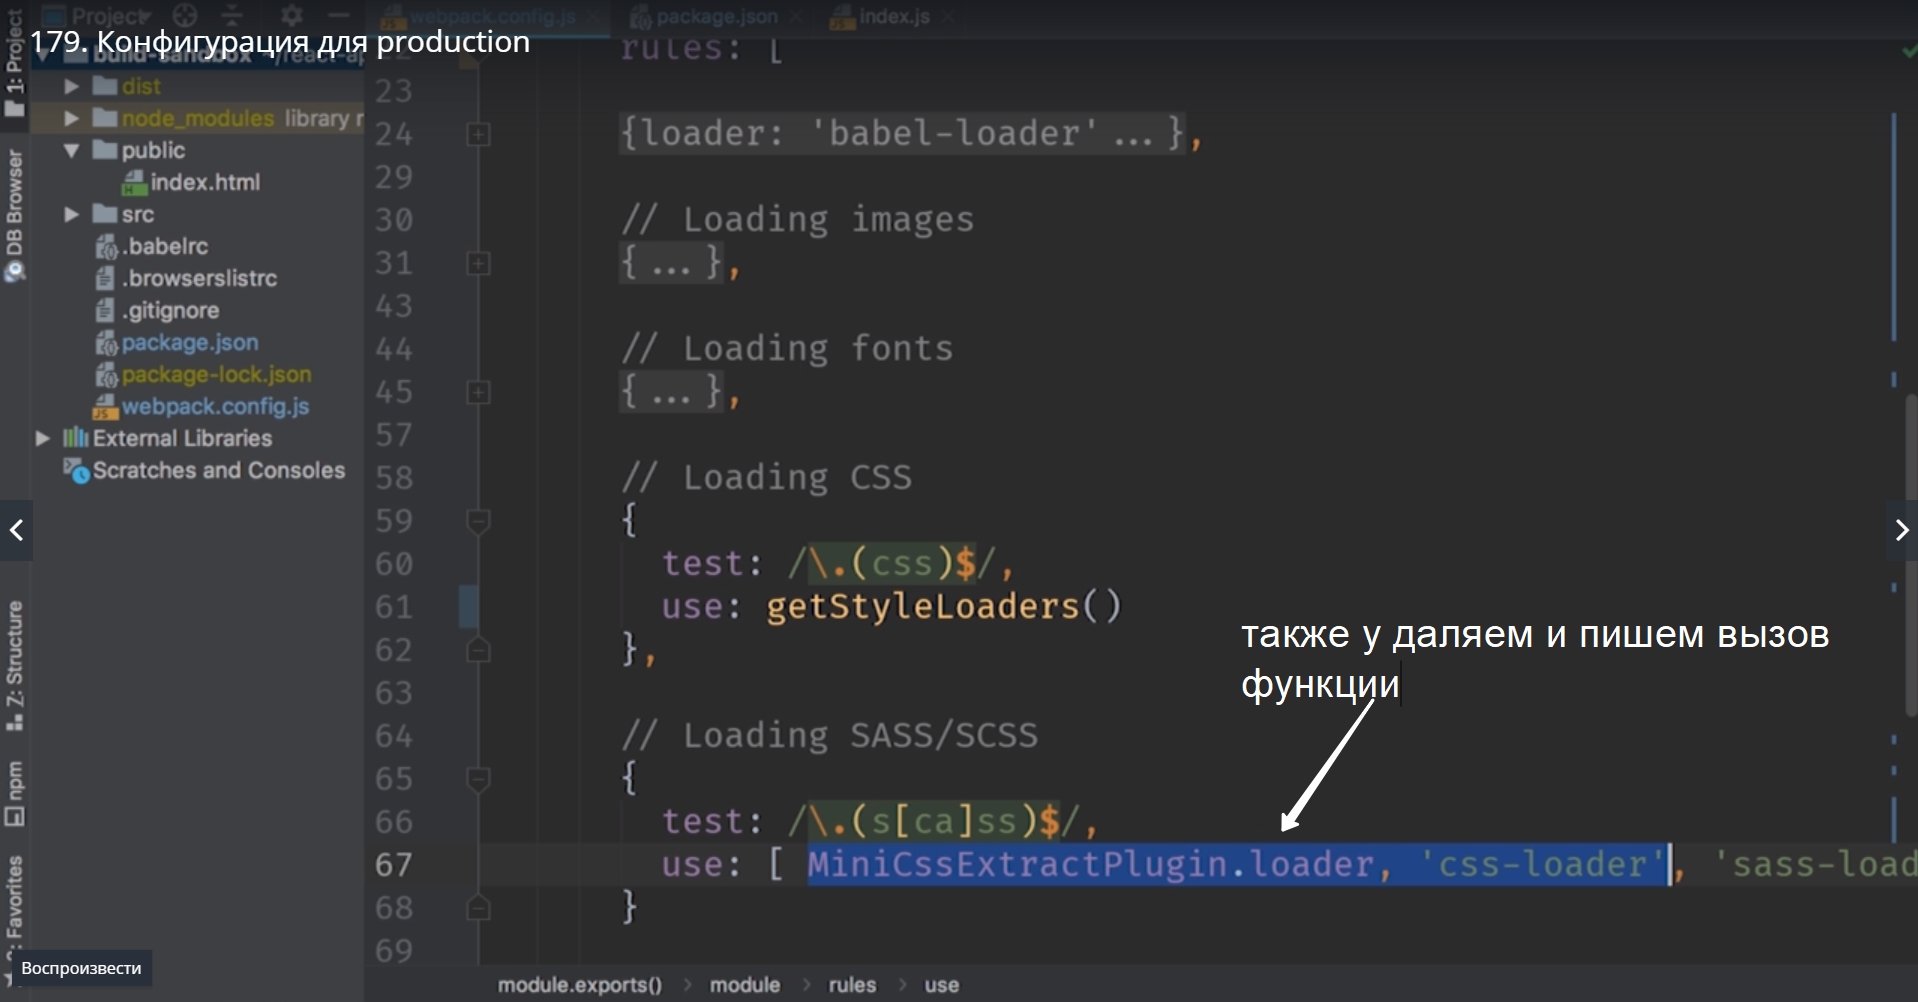 Project
webpack.config.js
package.json
index.js
179. Конфигурация для production
1: Project
DB Browser
Z: Structure
npm
Favorites
build-sandbox
dist
node_modules library r
public
index.html
src
.babelrc
.browserslistrc
.gitignore
package.json
package-lock.json
webpack.config.js
External Libraries
Scratches and Consoles
rules: [
23
24 {loader: 'babel-loader' ...},
29
30 // Loading images
31 {...},
43
44 // Loading fonts
45 {...},
57
58 // Loading CSS
59 {
60 test: /\.(css)$/,
61 use: getStyleLoaders()
62 },
63
64 // Loading SASS/SCSS
65 {
66 test: /\.(s[ca]ss)$/,
67 use: [ MiniCssExtractPlugin.loader, 'css-loader', 'sass-load
68 }
69
также у даляем и пишем вызов
функции
Воспроизвести
module.exports() > module > rules > use